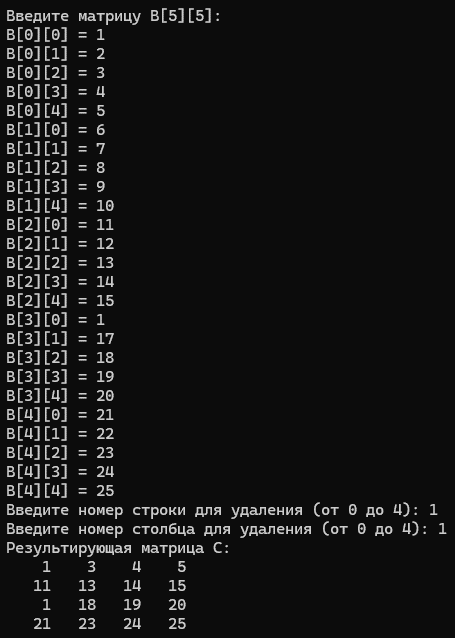 Введите матрицу B[5][5]:
B[0][0] = 1
B[0][1] = 2
B[0][2] = 3
B[0][3] = 4
B[0][4] = 5
B[1][0] = 6
B[1][1] = 7
B[1][2] = 8
B[1][3] = 9
B[1][4] = 10
B[2][0] = 11
B[2][1] = 12
B[2][2] = 13
B[2][3] = 14
B[2][4] = 15
B[3][0] = 1
B[3][1] = 17
B[3][2] = 18
B[3][3] = 19
B[3][4] = 20
B[4][0] = 21
B[4][1] = 22
B[4][2] = 23
B[4][3] = 24
B[4][4] = 25
Введите номер строки для удаления (от 0 до 4): 1
Введите номер столбца для удаления (от 0 до 4): 1
Результирующая матрица C:
    1    3    4    5
   11   13   14   15
    1   18   19   20
   21   23   24   25